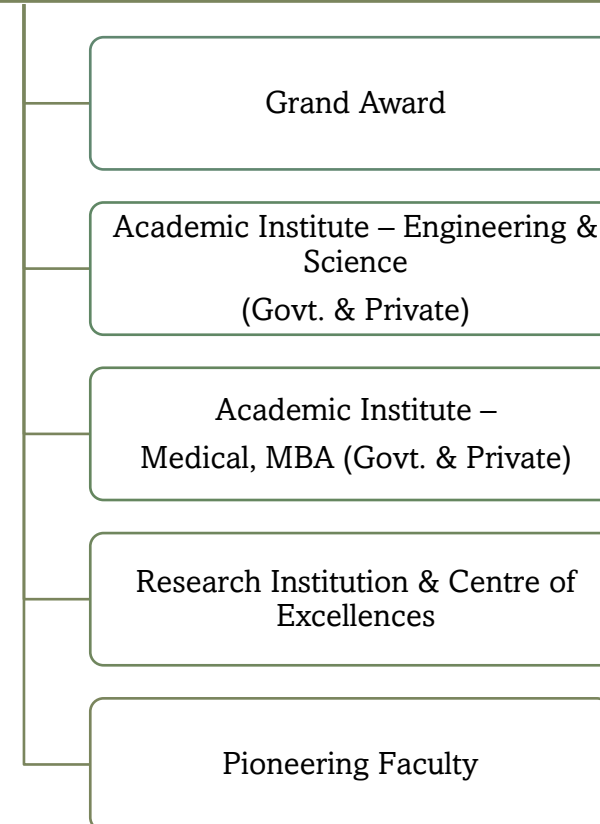 Grand Award
Academic Institute – Engineering &
Science
(Govt. & Private)
Academic Institute –
Medical, MBA (Govt. & Private)
Research Institution & Centre of
Excellences
Pioneering Faculty